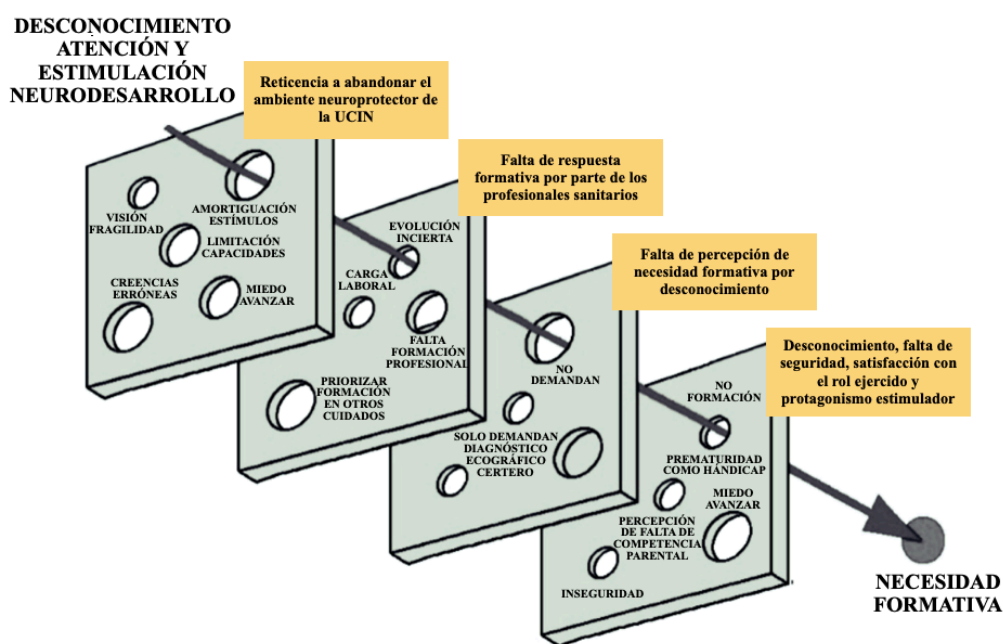 DESCONOCIMIENTO
ATENCIÓN Y
ESTIMULACIÓN
NEURODESARROLLO
Reticencia a abandonar el
ambiente neuroprotector de
la UCIN
VISIÓN
FRAGILIDAD
AMORTIGUACIÓN
ESTÍMULOS
LIMITACIÓN
CAPACIDADES
CREENCIAS
ERRÓNEAS
MIEDO
AVANZAR
Falta de respuesta
formativa por parte de los
profesionales sanitarios
EVOLUCIÓN
INCIERTA
CARGA
LABORAL
FALTA
FORMACIÓN
PROFESIONAL
PRIORIZAR
FORMACIÓN
EN OTROS
CUIDADOS
Falta de percepción de
necesidad formativa por
desconocimiento
NO
DEMANDAN
SOLO DEMANDAN
DIAGNÓSTICO
ECOGRÁFICO
CERTERO
Desconocimiento, falta de
seguridad, satisfacción con
el rol ejercido y
protagonismo estimulador
NO
FORMACIÓN
PREMATURIDAD
COMO HÁNDICAP
MIEDO
AVANZAR
PERCEPCIÓN
DE FALTA DE
COMPETENCIA
PARENTAL
INSEGURIDAD
NECESIDAD
FORMATIVA